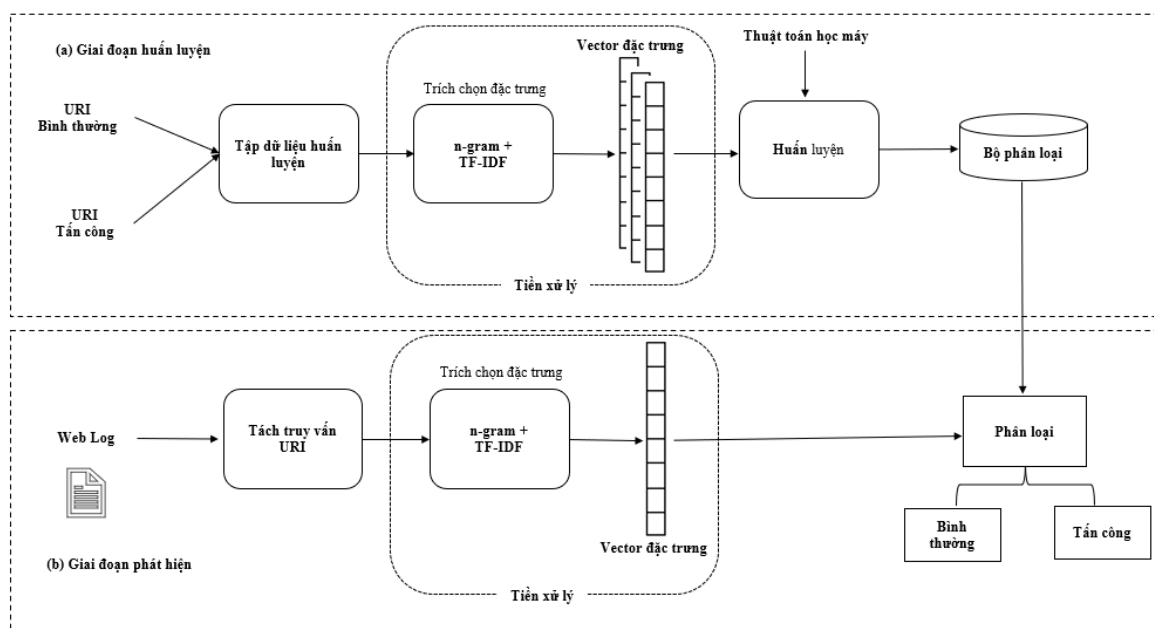 (a) Giai đoạn huấn luyện
URI
Bình thường
URI
Tấn công
Tập dữ liệu huấn
luyện
Trích chọn đặc trưng
n-gram +
TF-IDF
Vector đặc trưng
Tiền xử lý
Thuật toán học máy
Huấn luyện
Bộ phân loại
Web Log
Tách truy vấn
URI
Trích chọn đặc trưng
n-gram +
TF-IDF
Vector đặc trưng
Tiền xử lý
Phân loại
Bình
thường
Tấn công
(b) Giai đoạn phát hiện